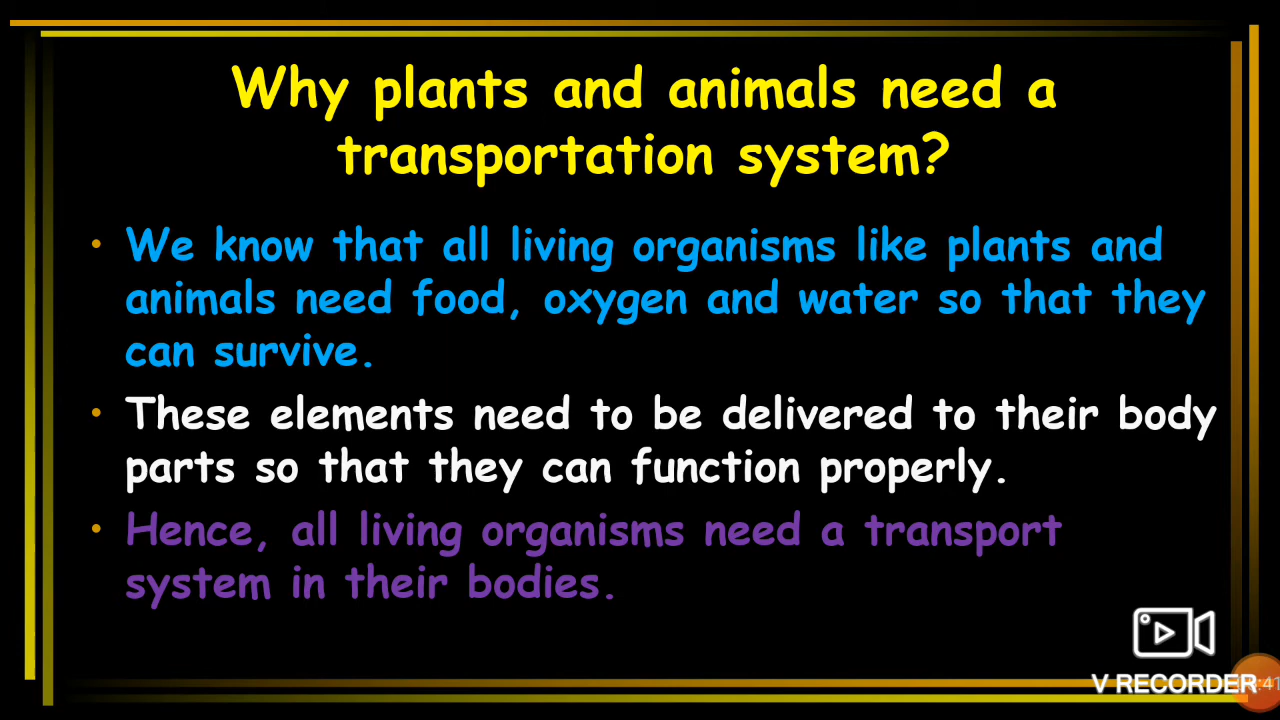 Why plants and animals need a
transportation system?
• We know that all living organisms like plants and
animals need food, oxygen and water so that they
can survive.
• These elements need to be delivered to their body
parts so that they can function properly.
• Hence, all living organisms need a transport
system in their bodies.
V RECORDER
:41